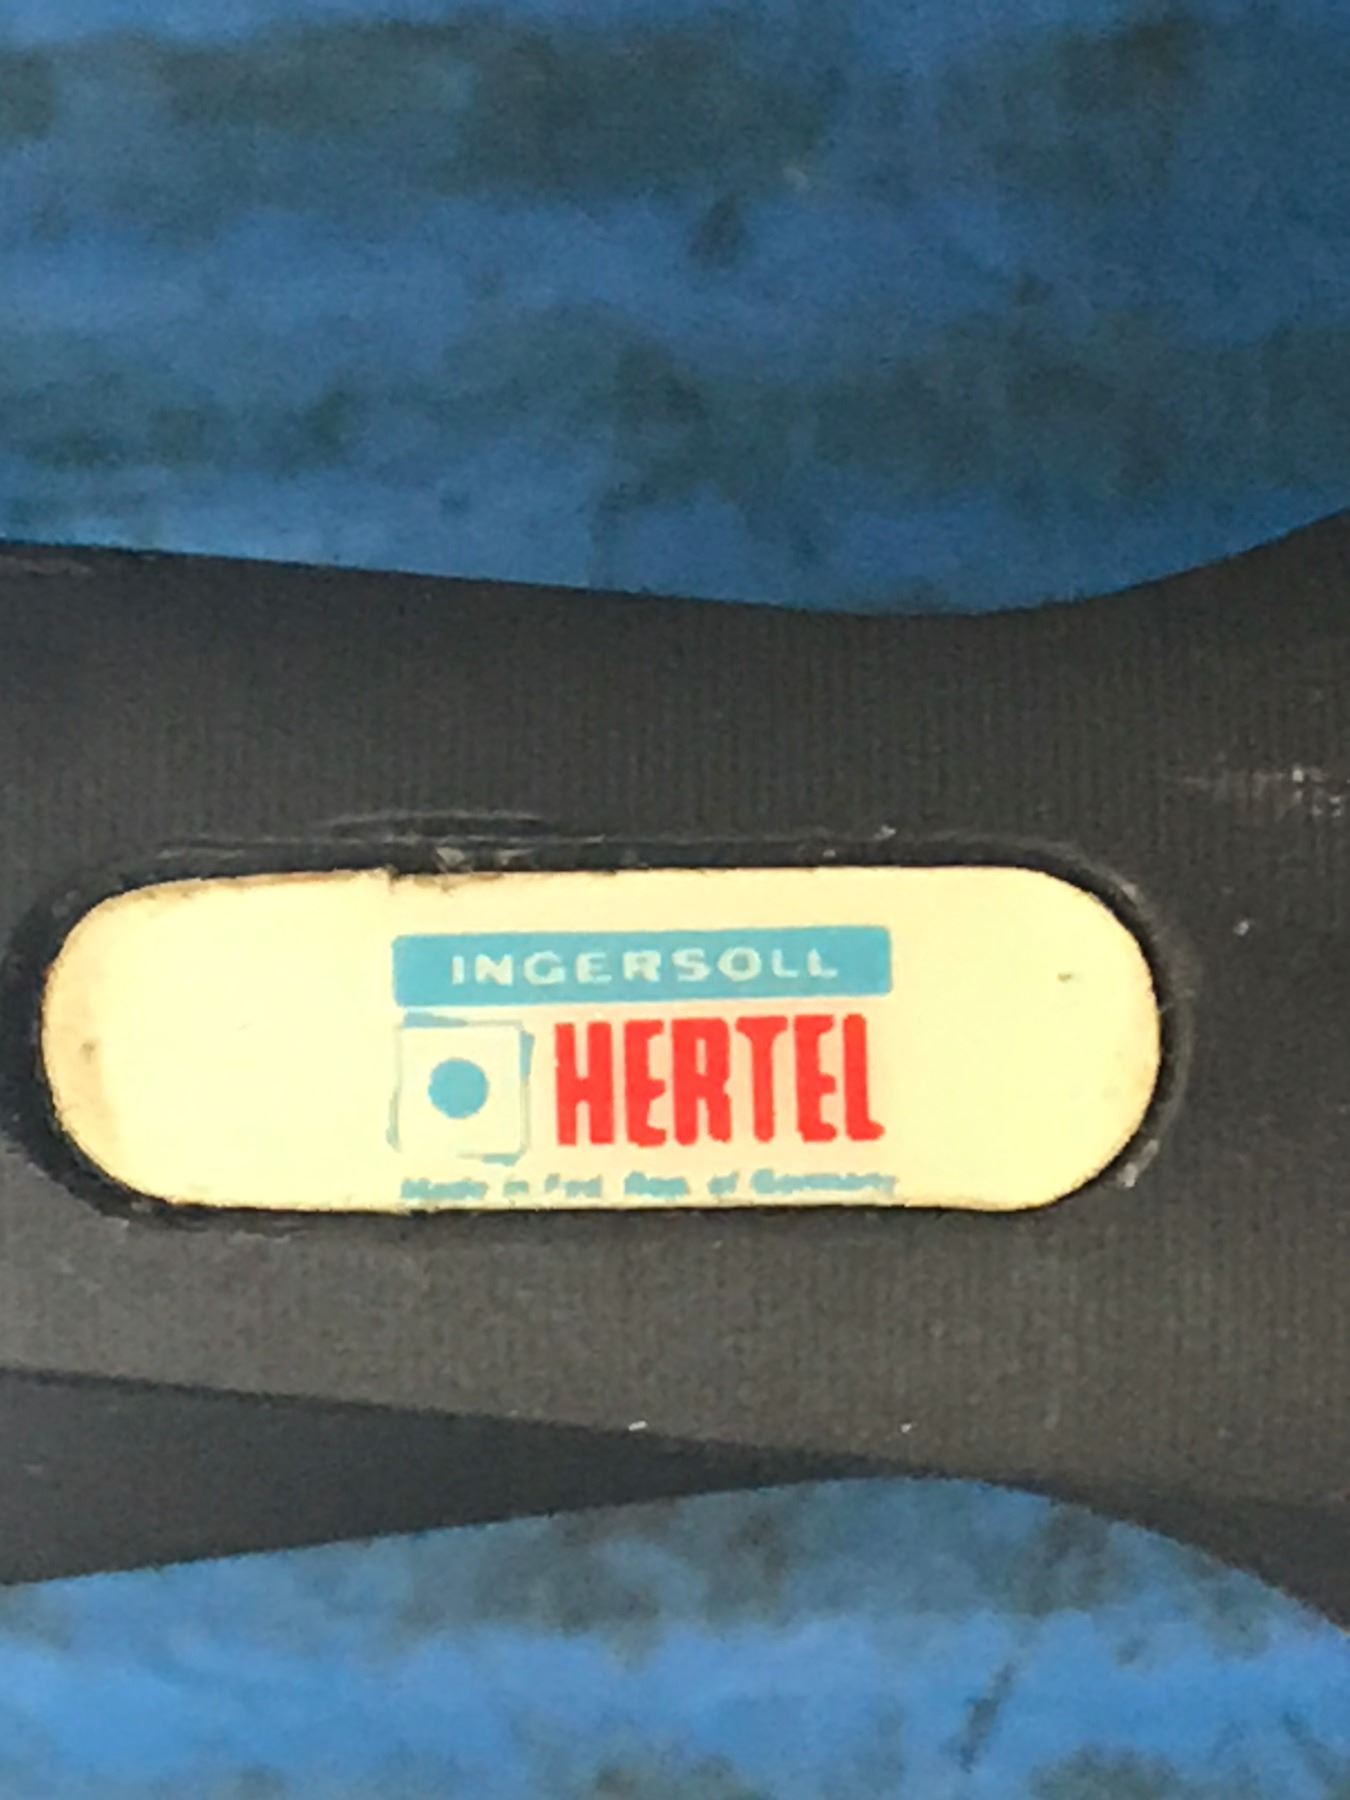 INGERSOLL
HERTEL
Made in Fed. Rep. of Germany